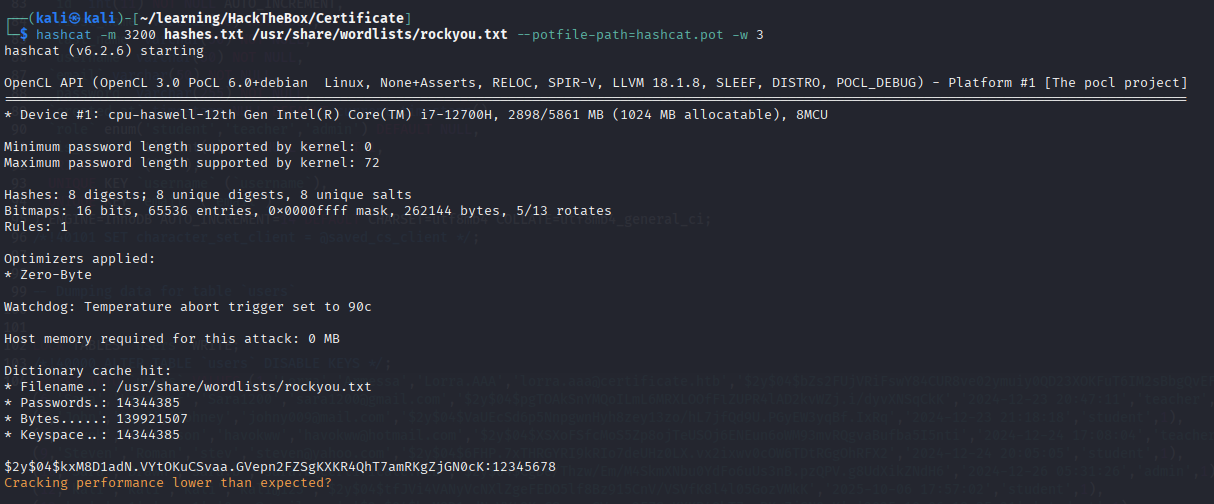 ┌──(kali㉿kali)-[~/learning/HackTheBox/Certificate]
└─$ hashcat -m 3200 hashes.txt /usr/share/wordlists/rockyou.txt --potfile-path=hashcat.pot -w 3
hashcat (v6.2.6) starting
OpenCL API (OpenCL 3.0 PoCL 6.0+debian  Linux, None+Asserts, RELOC, SPIR-V, LLVM 18.1.8, SLEEF, DISTRO, POCL_DEBUG) - Platform #1 [The pocl project]
* Device #1: cpu-haswell-12th Gen Intel(R) Core(TM) i7-12700H, 2898/5861 MB (1024 MB allocatable), 8MCU
Minimum password length supported by kernel: 0
Maximum password length supported by kernel: 72
Hashes: 8 digests; 8 unique digests, 8 unique salts
Bitmaps: 16 bits, 65536 entries, 0x0000ffff mask, 262144 bytes, 5/13 rotates
Rules: 1
Optimizers applied:
* Zero-Byte
Watchdog: Temperature abort trigger set to 90c
Host memory required for this attack: 0 MB
Dictionary cache hit:
* Filename..: /usr/share/wordlists/rockyou.txt
* Passwords.: 14344385
* Bytes.....: 139921507
* Keyspace..: 14344385
$2y$04$kxM8D1adN.VYtOKuCSvaa.GVepn2FZSgKXKR4QhT7amRKgZjGN0cK:12345678
Cracking performance lower than expected?